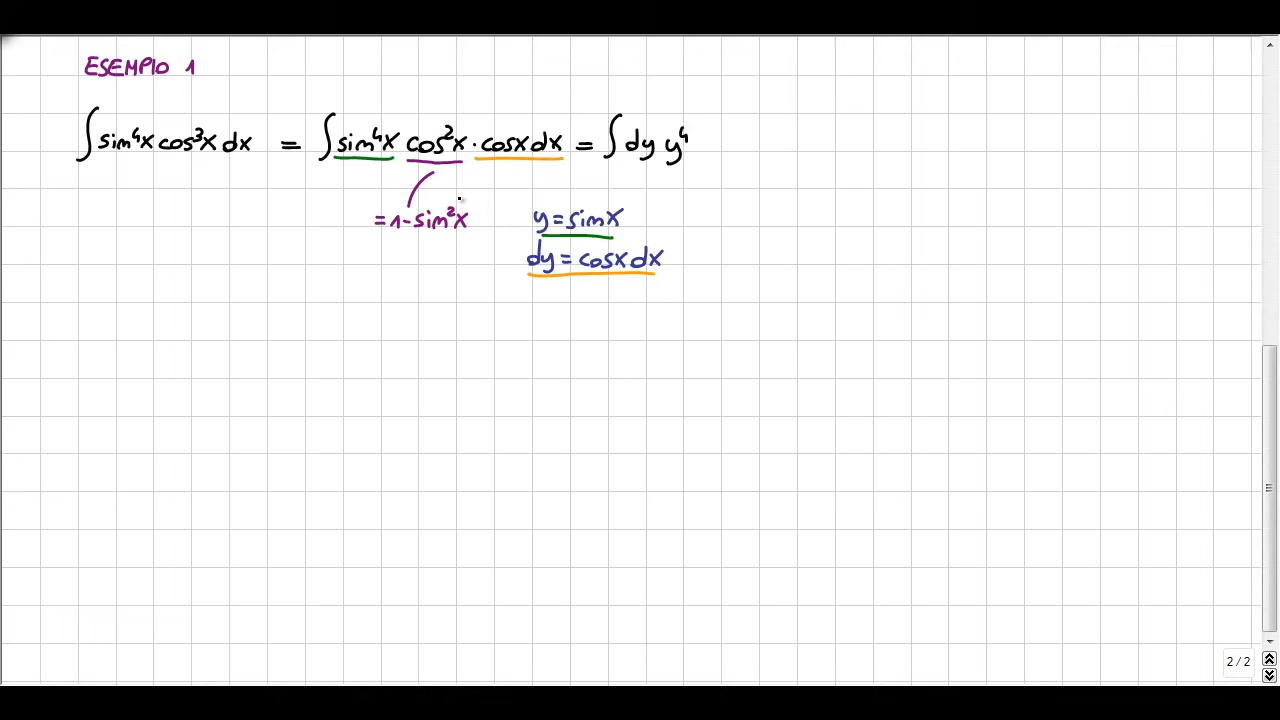 ESEMPIO 1
∫sin⁴x cos³x dx = ∫sin⁴x cos²x · cosx dx = ∫dy y⁴
= 1-sin²x
y = sinx
dy = cosx dx
2/2